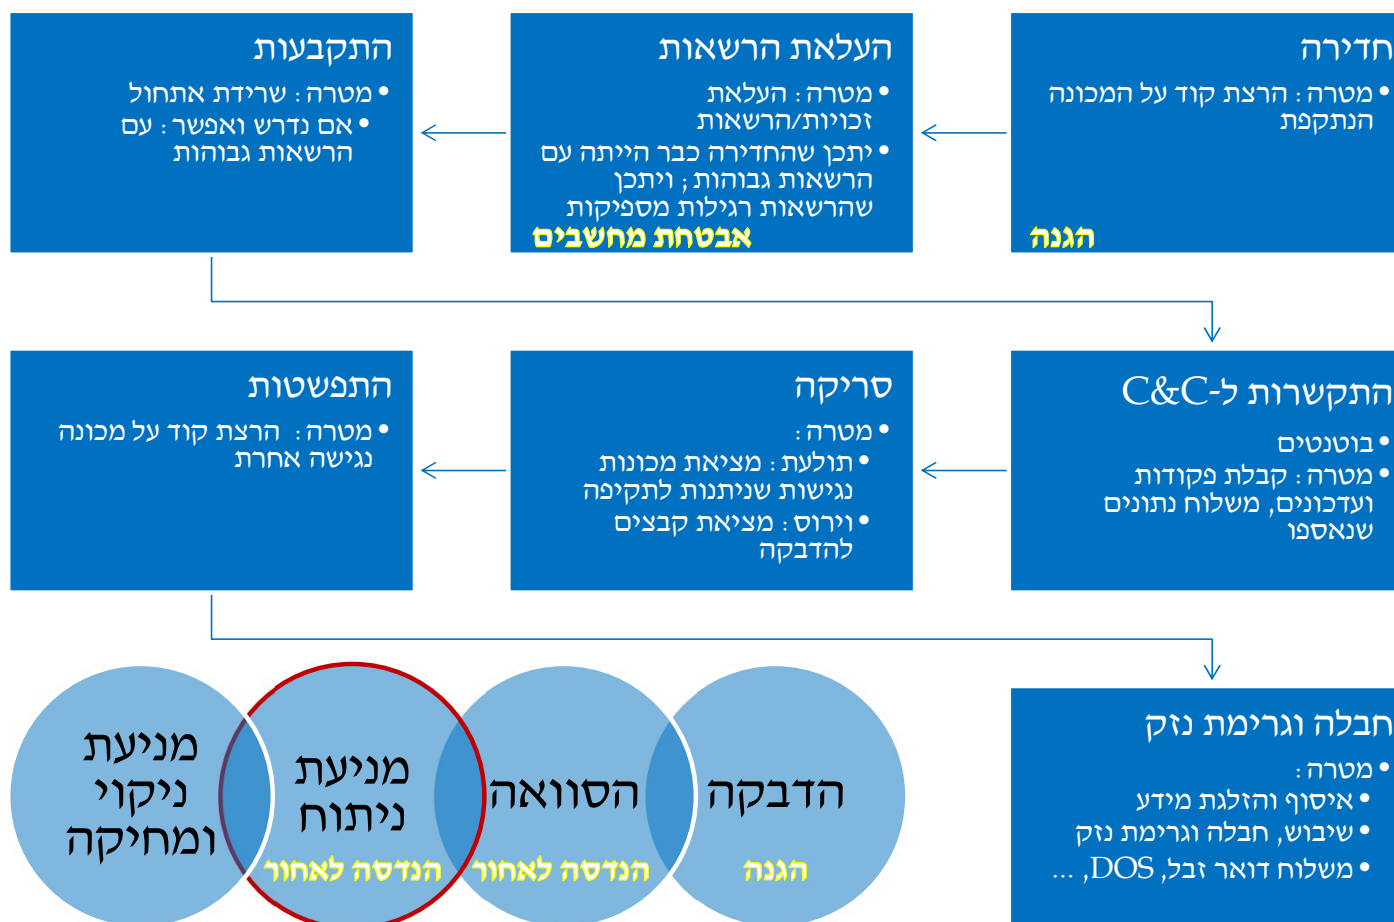 חדירה
• מטרה: הרצת קוד על המכונה
הנתקפת
הגנה
העלאת הרשאות
• מטרה: העלאת
זכויות/הרשאות
• יתכן שהחדירה כבר הייתה עם
הרשאות גבוהות; ויתכן
שהרשאות רגילות מספיקות
אבטחת מחשבים
התקבעות
• מטרה: שרידת אתחול
• אם נדרש ואפשר: עם
הרשאות גבוהות
התקשרות ל-C&C
• בוטנטים
• מטרה: קבלת פקודות
ועדכונים, משלוח נתונים
שנאספו
סריקה
• מטרה:
• תולעת: מציאת מכונות
נגישות שניתנות לתקיפה
• וירוס: מציאת קבצים
להדבקה
התפשטות
• מטרה: הרצת קוד על מכונה
נגישה אחרת
חבלה וגרימת נזק
• מטרה:
• איסוף והזלגת מידע
• שיבוש, חבלה וגרימת נזק
• משלוח דואר זבל, DOS, ...
הדבקה
הגנה
הסוואה
הנדסה לאחור
מניעת
ניתוח
הנדסה לאחור
מניעת
ניקוי
ומחיקה